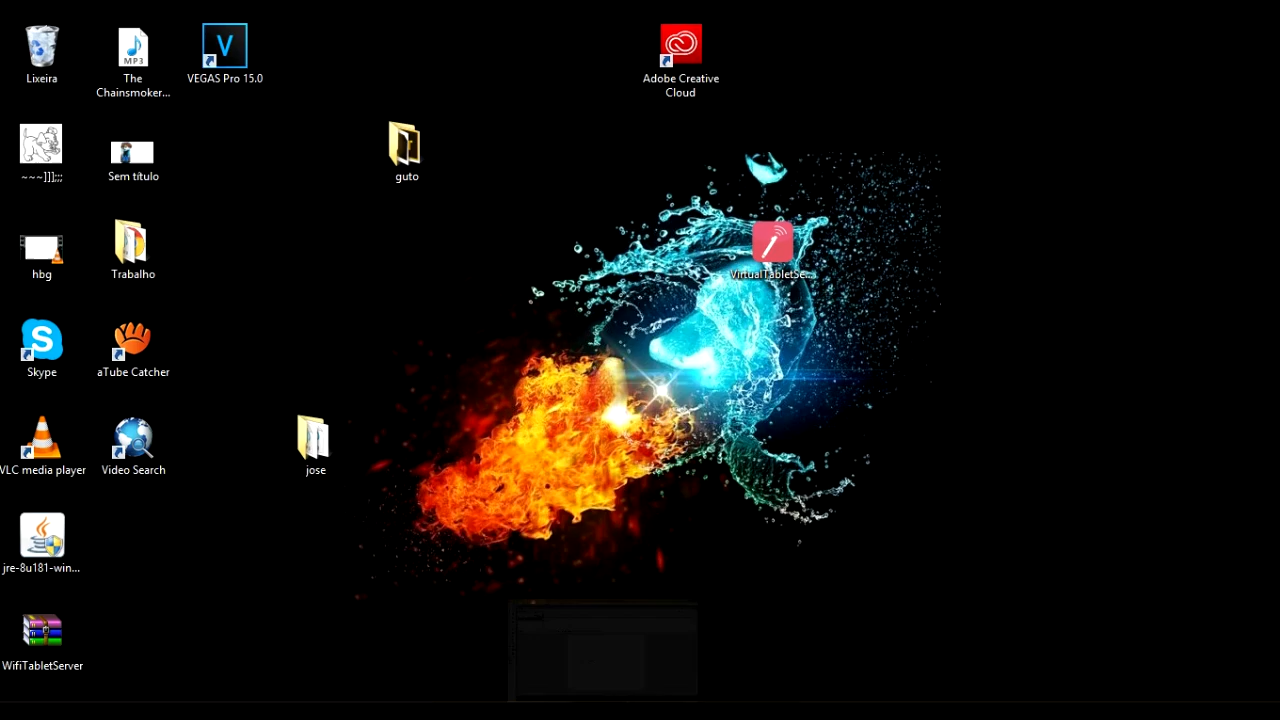 Lixeira
The
Chainsmoker...
VEGAS Pro 15.0
Adobe Creative
Cloud
MP3
V
~~~]]];;;
Sem título
guto
hbg
Trabalho
VirtualTabletSe...
S
Skype
aTube Catcher
VLC media player
Video Search
jose
jre-8u181-win...
WifiTabletServer